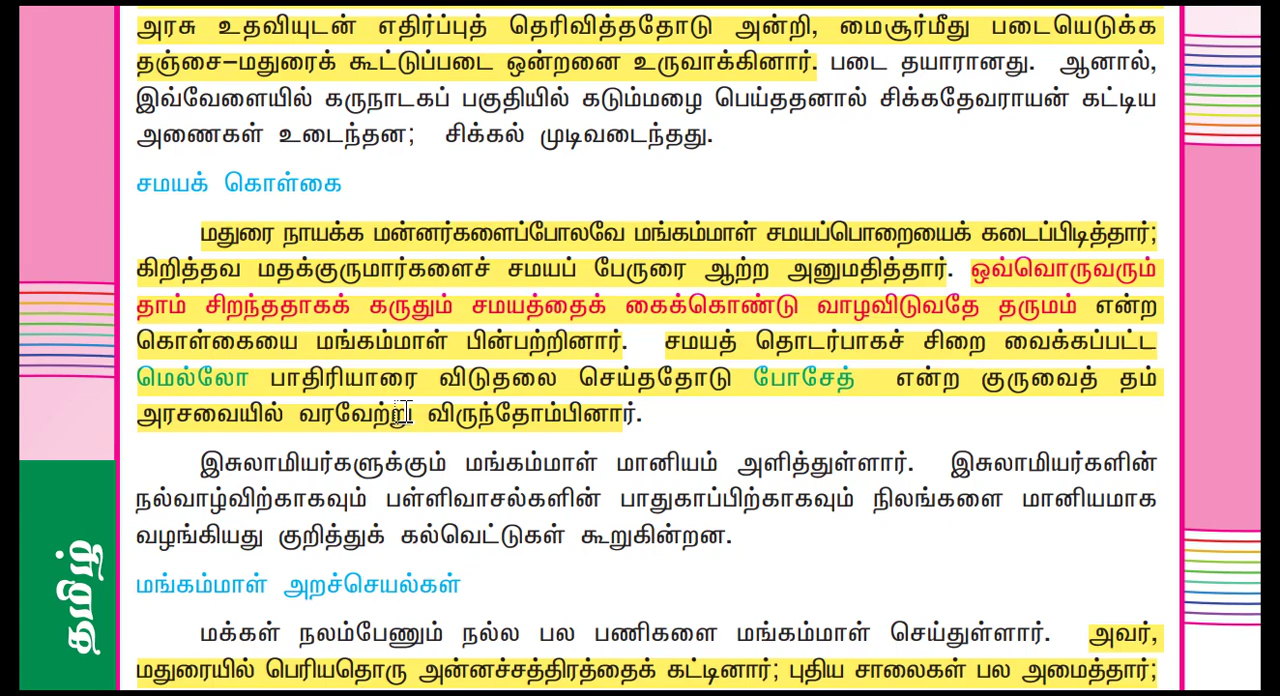 அரசு உதவியுடன் எதிர்ப்புத் தெரிவித்ததோடு அன்றி, மைசூர்மீது படையெடுக்க
தஞ்சை–மதுரைக் கூட்டுப்படை ஒன்றனை உருவாக்கினார். படை தயாரானது. ஆனால்,
இவ்வேளையில் கருநாடகப் பகுதியில் கடும்மழை பெய்ததனால் சிக்கதேவராயன் கட்டிய
அணைகள் உடைந்தன; சிக்கல் முடிவடைந்தது.
சமயக் கொள்கை
மதுரை நாயக்க மன்னர்களைப்போலவே மங்கம்மாள் சமயப்பொறையைக் கடைப்பிடித்தார்;
கிறித்தவ மதக்குருமார்களைச் சமயப் பேருரை ஆற்ற அனுமதித்தார். ஒவ்வொருவரும்
தாம் சிறந்ததாகக் கருதும் சமயத்தைக் கைக்கொண்டு வாழவிடுவதே தருமம் என்ற
கொள்கையை மங்கம்மாள் பின்பற்றினார். சமயத் தொடர்பாகச் சிறை வைக்கப்பட்ட
மெல்லோ பாதிரியாரை விடுதலை செய்ததோடு போசேத் என்ற குருவைத் தம்
அரசவையில் வரவேற்று விருந்தோம்பினார்.
இசுலாமியர்களுக்கும் மங்கம்மாள் மானியம் அளித்துள்ளார். இசுலாமியர்களின்
நல்வாழ்விற்காகவும் பள்ளிவாசல்களின் பாதுகாப்பிற்காகவும் நிலங்களை மானியமாக
வழங்கியது குறித்துக் கல்வெட்டுகள் கூறுகின்றன.
மங்கம்மாள் அறச்செயல்கள்
மக்கள் நலம்பேணும் நல்ல பல பணிகளை மங்கம்மாள் செய்துள்ளார். அவர்,
மதுரையில் பெரியதொரு அன்னச்சத்திரத்தைக் கட்டினார்; புதிய சாலைகள் பல அமைத்தார்;
தமிழ்